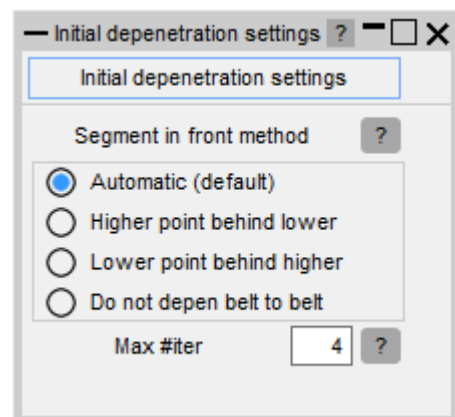 Initial depenetration settings ?
Initial depenetration settings
Segment in front method ?
Automatic (default)
Higher point behind lower
Lower point behind higher
Do not depen belt to belt
Max #iter 4 ?